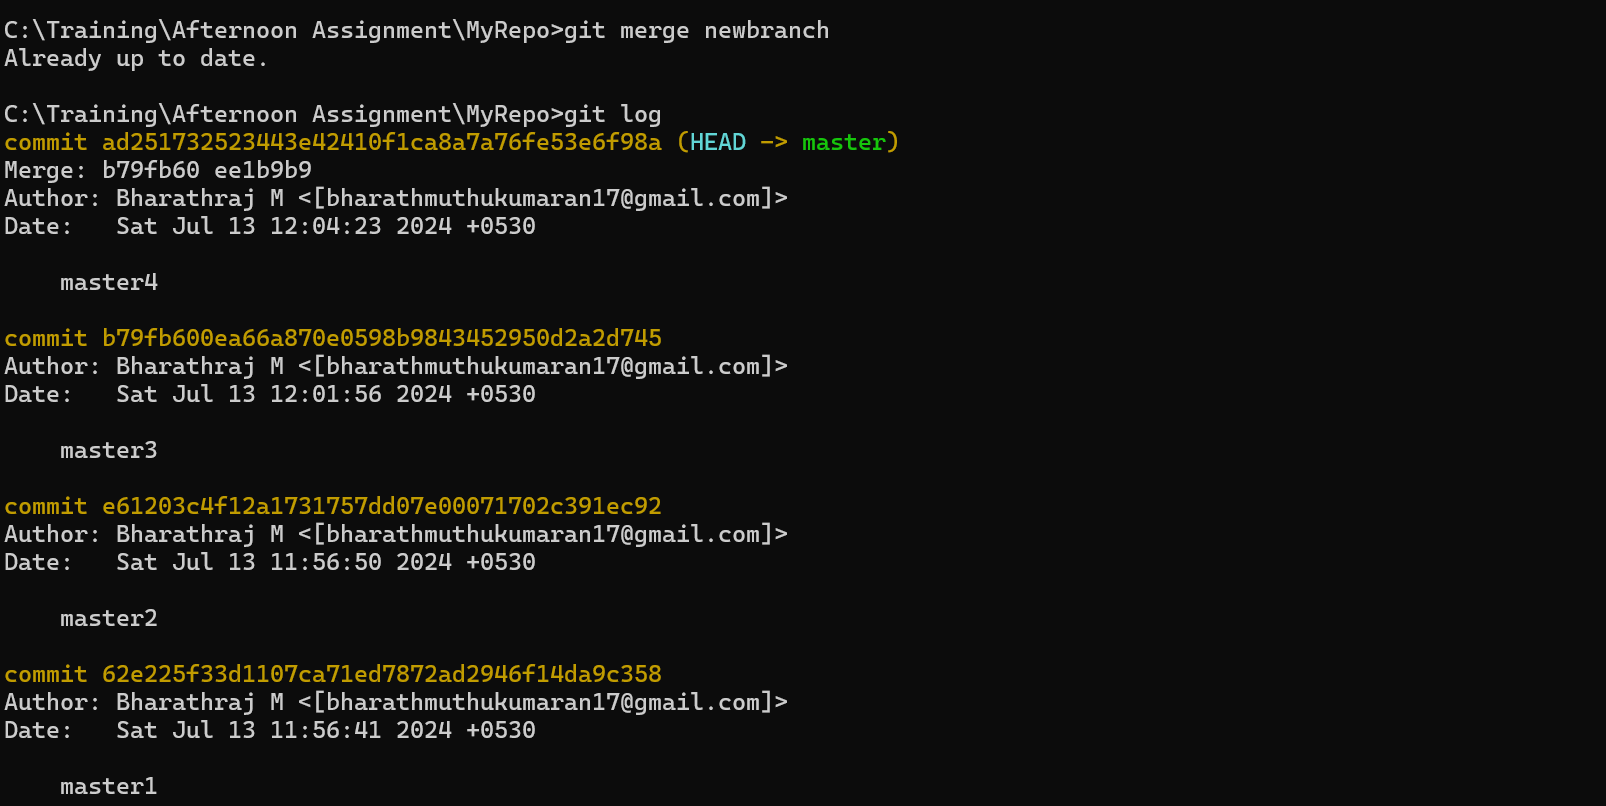 C:\Training\Afternoon Assignment\MyRepo>git merge newbranch
Already up to date.
C:\Training\Afternoon Assignment\MyRepo>git log
commit ad251732523443e42410f1ca8a7a76fe53e6f98a (HEAD -> master)
Merge: b79fb60 ee1b9b9
Author: Bharathraj M <[bharathmuthukumaran17@gmail.com]>
Date:   Sat Jul 13 12:04:23 2024 +0530
    master4
commit b79fb600ea66a870e0598b9843452950d2a2d745
Author: Bharathraj M <[bharathmuthukumaran17@gmail.com]>
Date:   Sat Jul 13 12:01:56 2024 +0530
    master3
commit e61203c4f12a1731757dd07e00071702c391ec92
Author: Bharathraj M <[bharathmuthukumaran17@gmail.com]>
Date:   Sat Jul 13 11:56:50 2024 +0530
    master2
commit 62e225f33d1107ca71ed7872ad2946f14da9c358
Author: Bharathraj M <[bharathmuthukumaran17@gmail.com]>
Date:   Sat Jul 13 11:56:41 2024 +0530
    master1